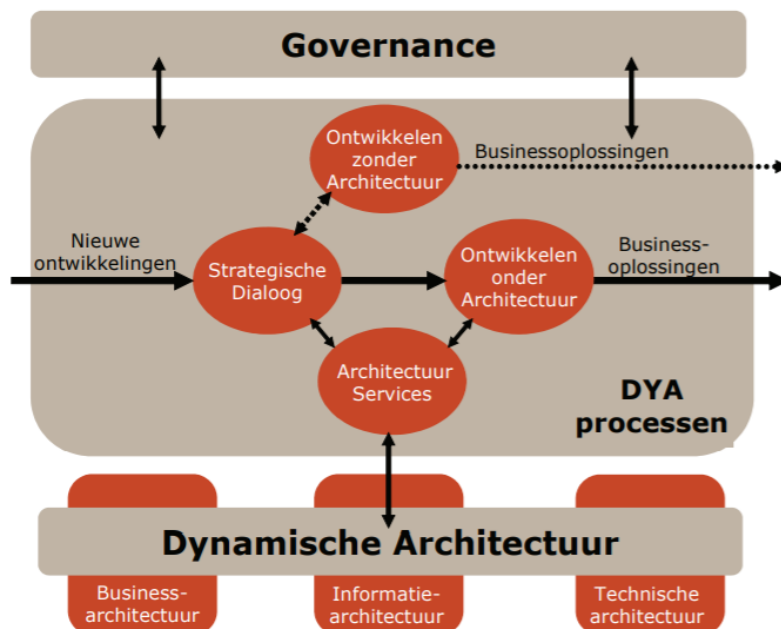 Governance
Ontwikkelen
zonder
Architectuur
Businessoplossingen
Nieuwe
ontwikkelingen
Strategische
Dialoog
Ontwikkelen
onder
Architectuur
Business-
oplossingen
Architectuur
Services
DYA
processen
Dynamische Architectuur
Business-
architectuur
Informatie-
architectuur
Technische
architectuur